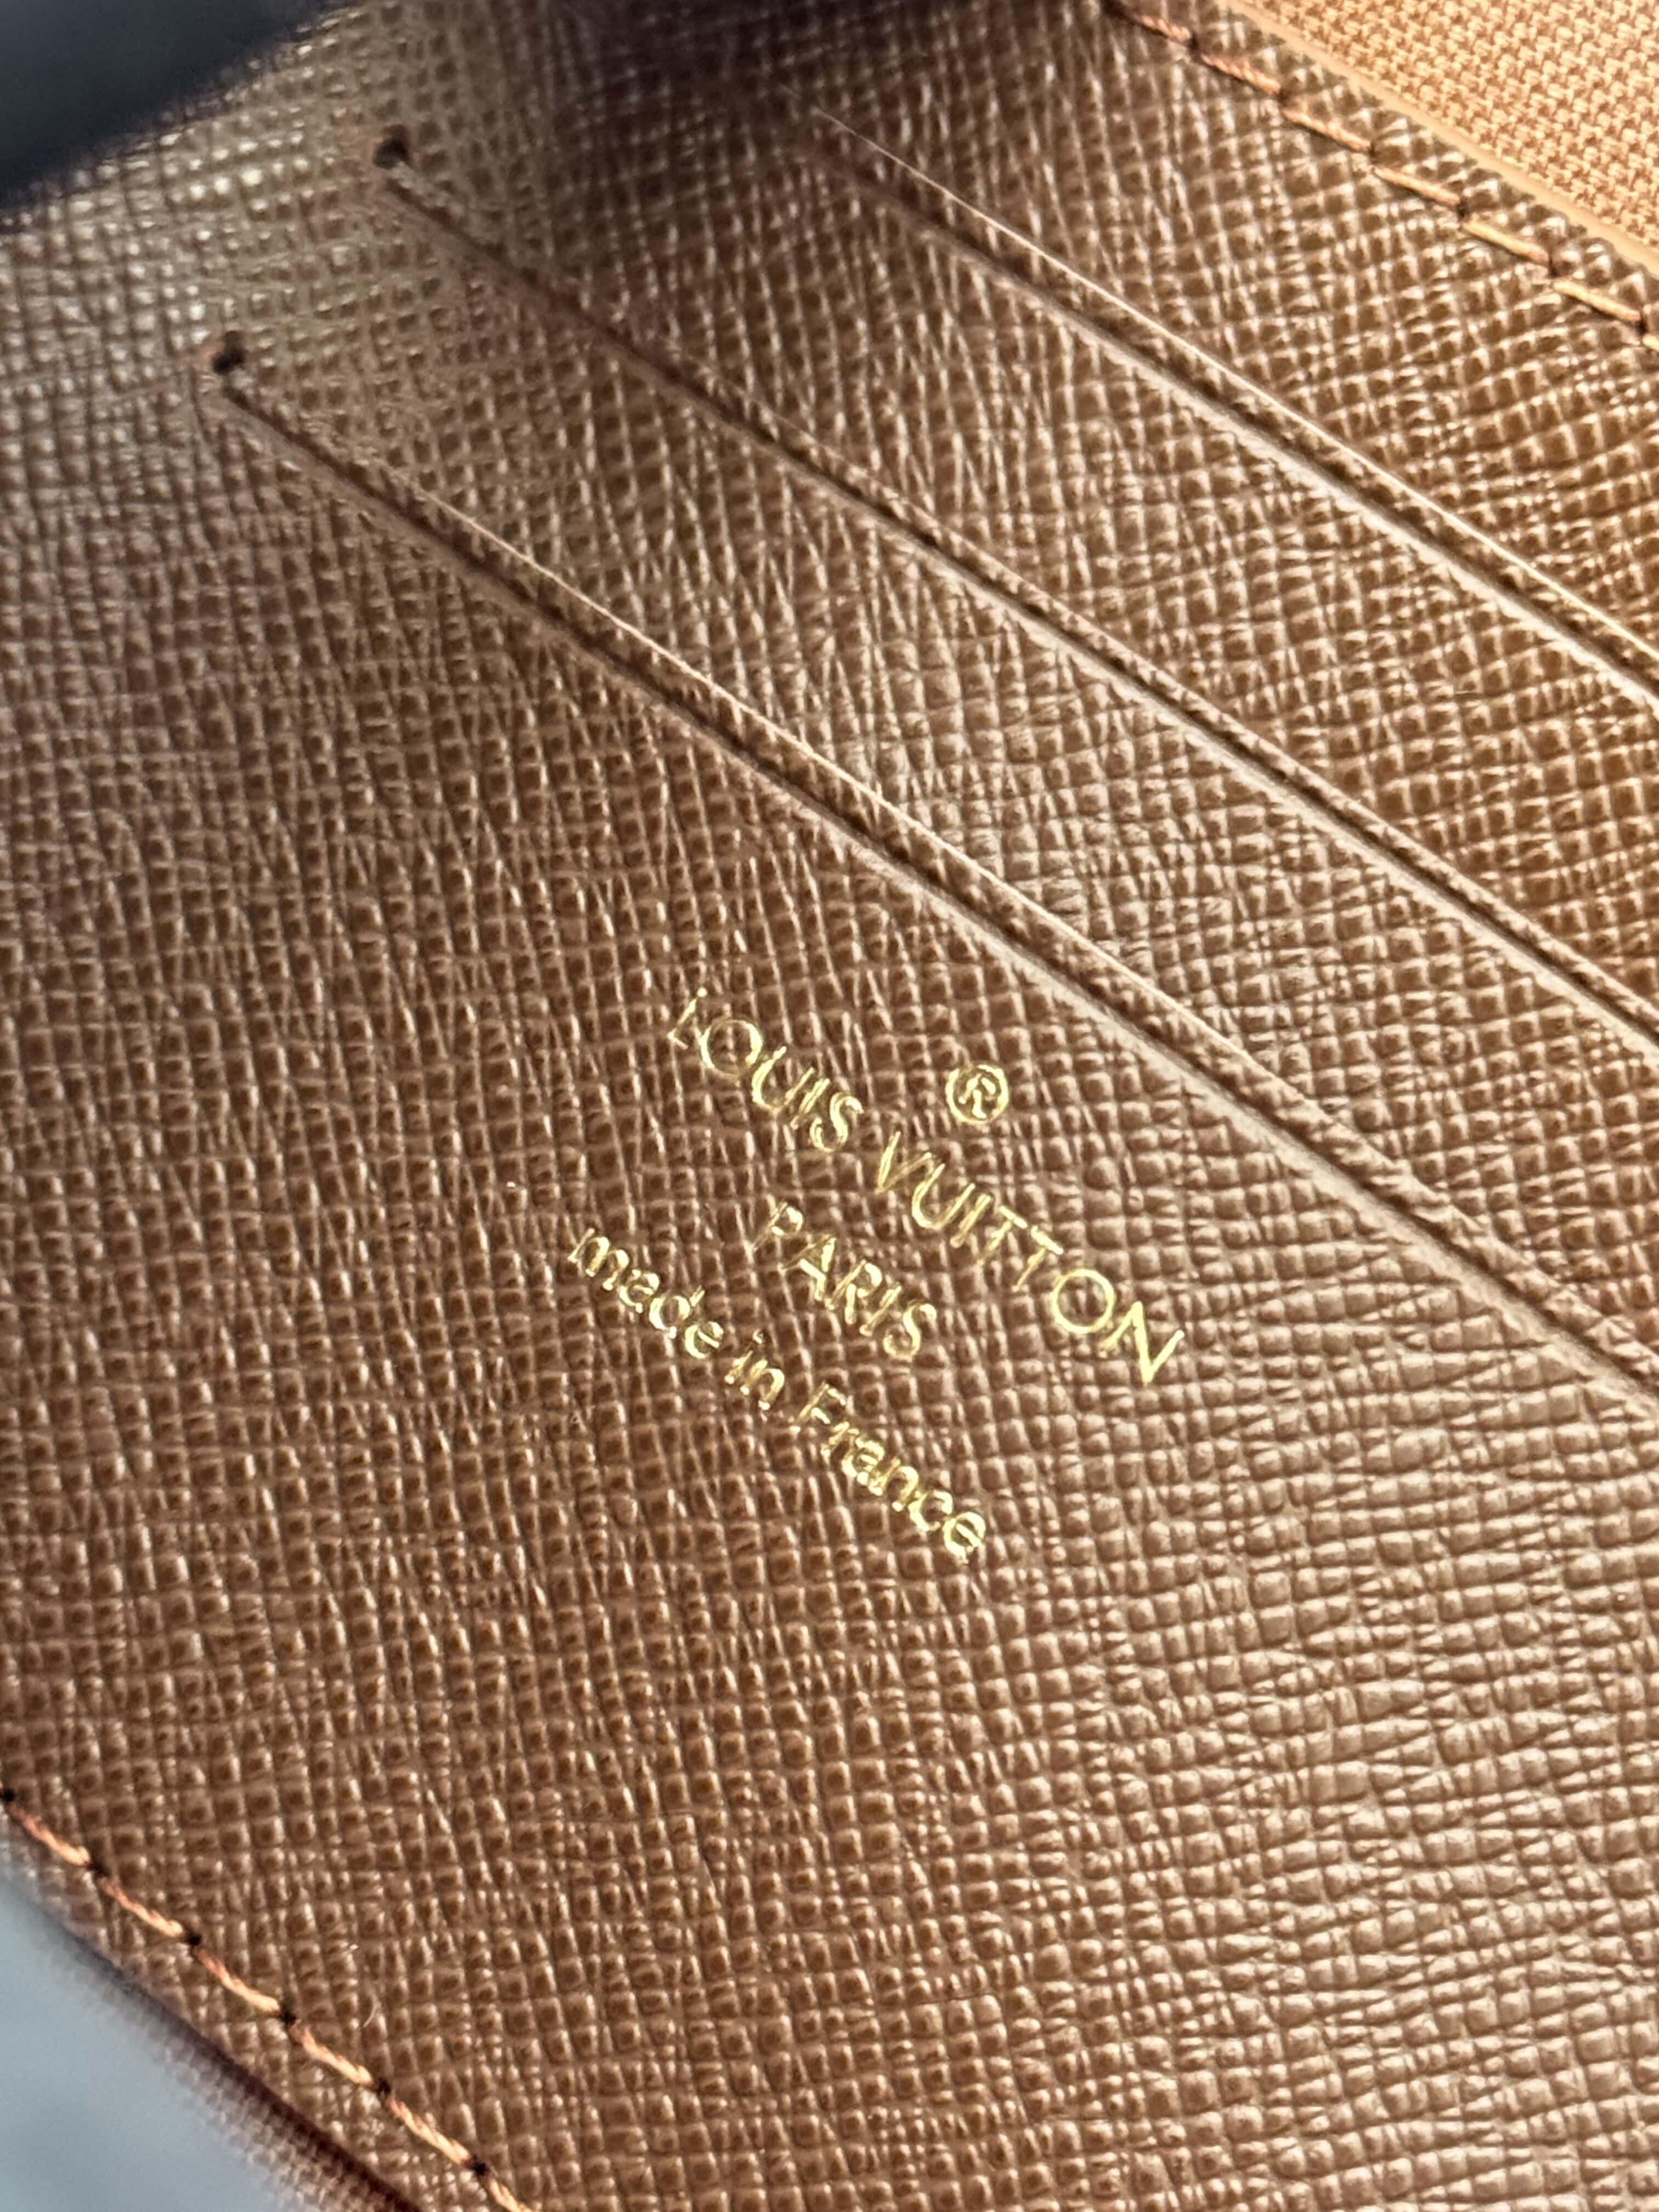 ®
LOUIS VUITTON
PARIS
made in France